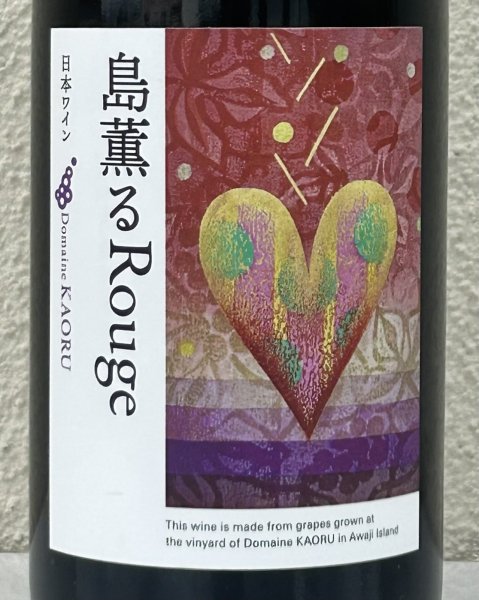 島薫るRouge
日本ワイン
Domaine KAORU
This wine is made from grapes grown at
the vinyard of Domaine KAORU in Awaji Island